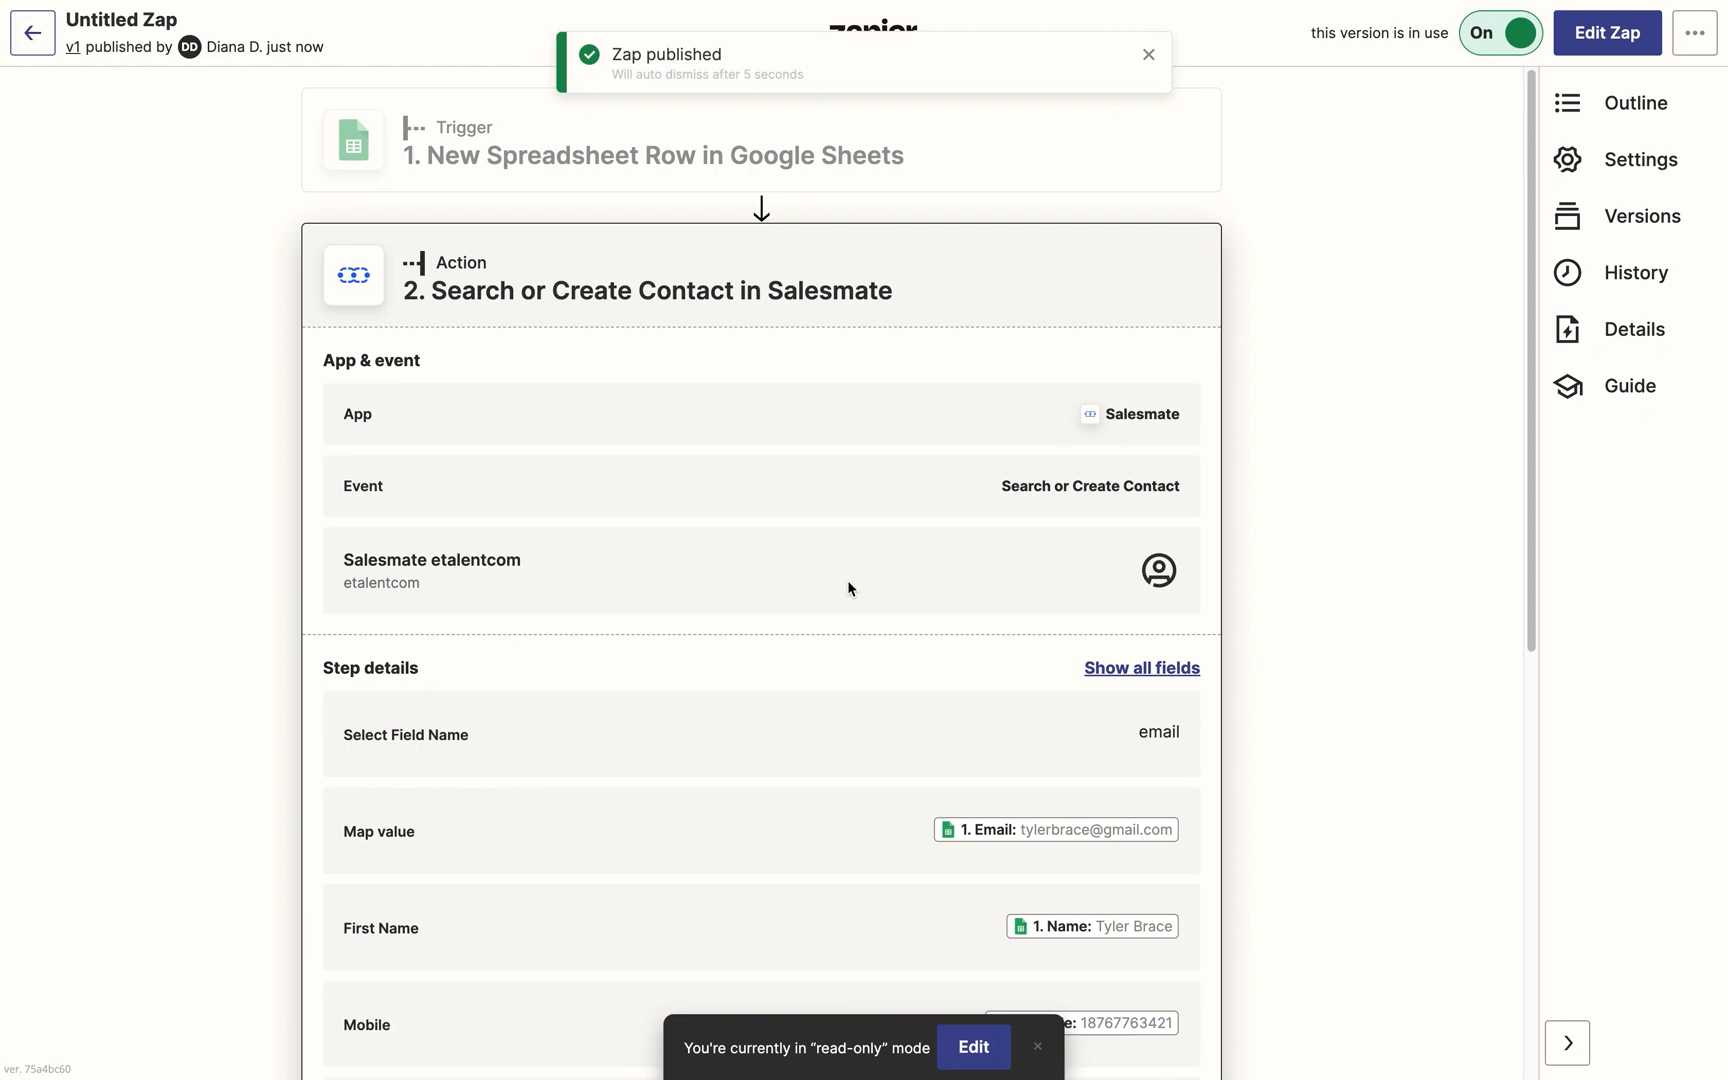 Untitled Zap
v1 published by DD Diana D. just now
zapier
this version is in use
On
Edit Zap
Zap published
Will auto dismiss after 5 seconds
Trigger
1. New Spreadsheet Row in Google Sheets
Action
2. Search or Create Contact in Salesmate
App & event
App
Salesmate
Event
Search or Create Contact
Salesmate etalentcom
etalentcom
Step details
Show all fields
Select Field Name
email
Map value
1. Email: tylerbrace@gmail.com
First Name
1. Name: Tyler Brace
Mobile
e: 18767763421
You're currently in “read-only” mode
Edit
Outline
Settings
Versions
History
Details
Guide
ver. 75a4bc60